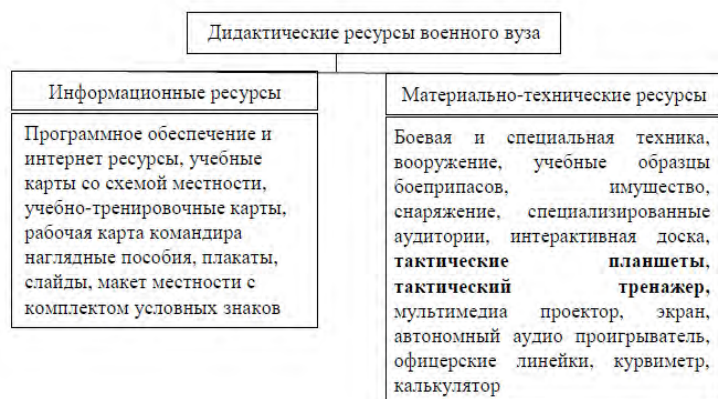 Дидактические ресурсы военного вуза
Информационные ресурсы
Программное обеспечение и
интернет ресурсы, учебные
карты со схемой местности,
учебно-тренировочные карты,
рабочая карта командира
наглядные пособия, плакаты,
слайды, макет местности с
комплектом условных знаков
Материально-технические ресурсы
Боевая и специальная техника,
вооружение, учебные образцы
боеприпасов, имущество,
снаряжение, специализированные
аудитории, интерактивная доска,
тактические планшеты,
тактический тренажер,
мультимедиа проектор, экран,
автономный аудио проигрыватель,
офицерские линейки, курвиметр,
калькулятор